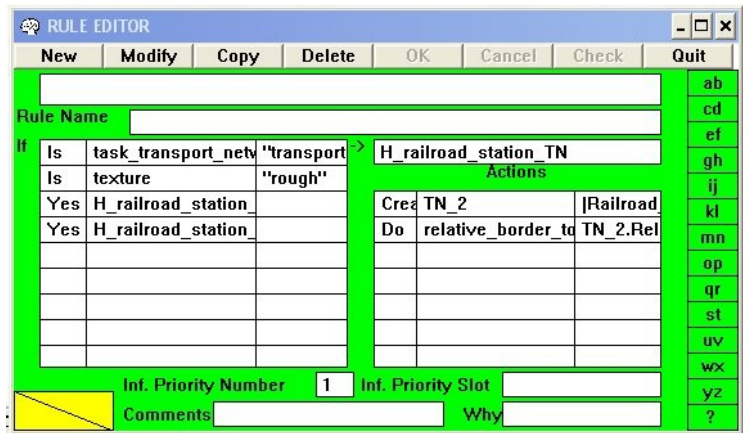 RULE EDITOR
New Modify Copy Delete OK Cancel Check Quit
ab
Rule Name cd
ef
If Is task_transport_netw "transport -> H_railroad_station_TN gh
Is texture "rough" Actions ij
Yes H_railroad_station_ Crea TN_2 |Railroad_ kl
Yes H_railroad_station_ Do relative_border_to TN_2.Rel mn
op
qr
st
uv
wx
Inf. Priority Number 1 Inf. Priority Slot yz
Comments Why ?